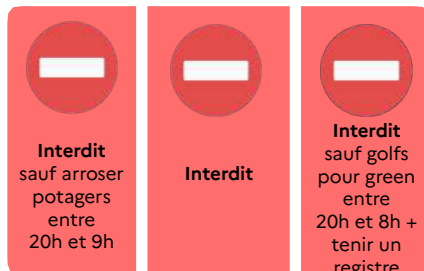 Interdit
sauf arroser
potagers
entre
20h et 9h
Interdit
Interdit
sauf golfs
pour green
entre
20h et 8h +
tenir un
registre